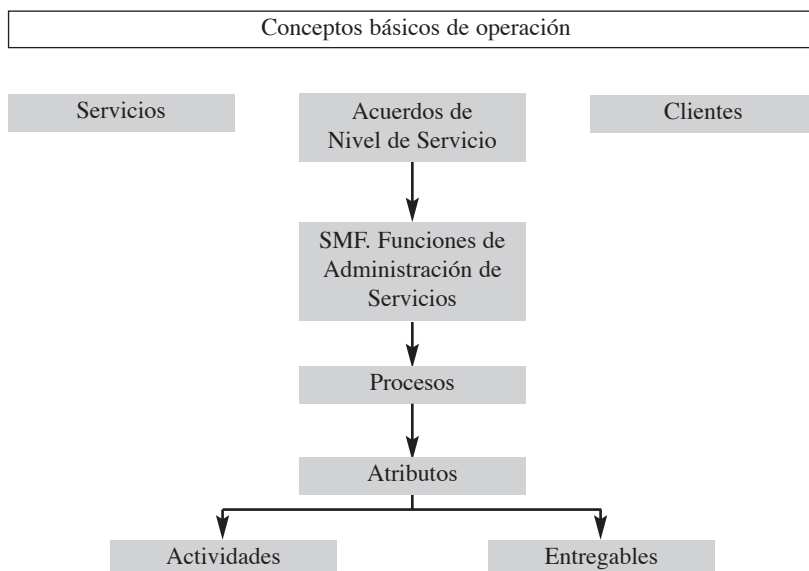 Conceptos básicos de operación
Servicios
Acuerdos de
Nivel de Servicio
Clientes
SMF. Funciones de
Administración de
Servicios
Procesos
Atributos
Actividades
Entregables